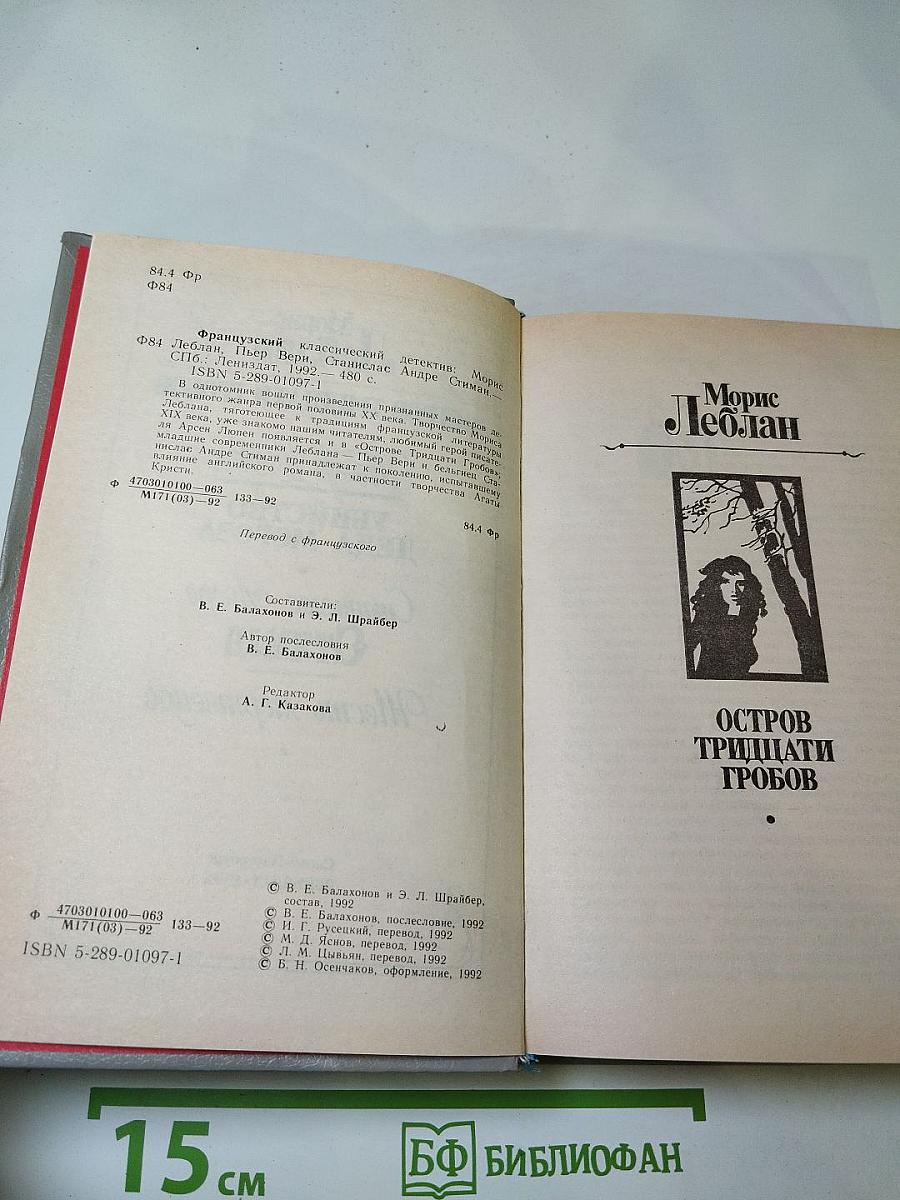 84.4 Фр
Ф84
Французский классический детектив: Морис
Ф84 Леблан, Пьер Вери, Станислас Андре Стиман.—
СПб.: Лениздат, 1992.— 480 с.
ISBN 5-289-01097-1
В однотомник вошли произведения признанных мастеров де-
тективного жанра первой половины XX века. Творчество Мориса
Леблана, тяготеющее к традициям французской литературы
XIX века, уже знакомо нашим читателям, любимый герой писате-
ля Арсен Люпен появляется и в «Острове Тридцати Гробов»;
младшие современники Леблана — Пьер Вери и бельгиец Ста-
нислас Андре Стиман принадлежат к поколению, испытавшему
влияние английского романа, в частности творчества Агаты
Кристи.
Ф 4703010100—063
М171(03)—92 133—92
84.4 Фр
Перевод с французского
Составители:
В. Е. Балахонов и Э. Л. Шрайбер
Автор послесловия
В. Е. Балахонов
Редактор
А. Г. Казакова
© В. Е. Балахонов и Э. Л. Шрайбер,
состав, 1992
© В. Е. Балахонов, послесловие, 1992
© И. Г. Русецкий, перевод, 1992
© М. Д. Яснов, перевод, 1992
© Л. М. Цывьян, перевод, 1992
© Б. Н. Осенчаков, оформление, 1992
Ф 4703010100—063
М171(03)—92 133—92
ISBN 5-289-01097-1
Морис
Леблан
ОСТРОВ
ТРИДЦАТИ
ГРОБОВ
15 см
БФ БИБЛИОФАН